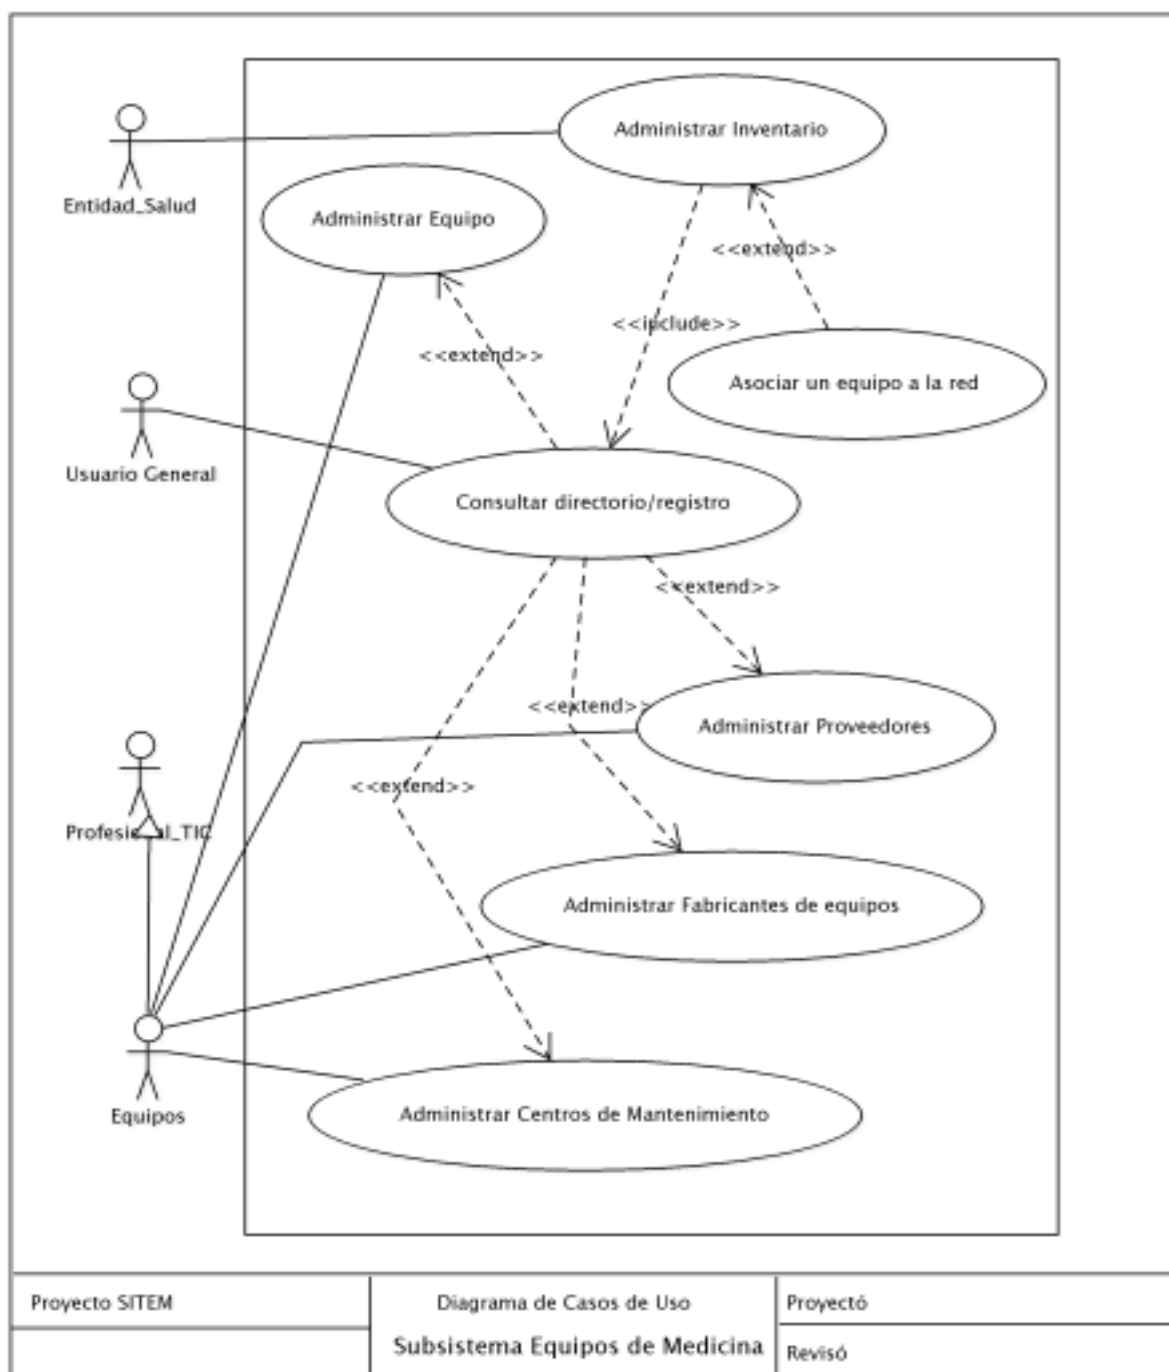 Administrar Inventario
Entidad_Salud
Administrar Equipo
<<extend>>
<<include>>
<<extend>>
Asociar un equipo a la red
Usuario General
Consultar directorio/registro
<<extend>>
<<extend>>
Administrar Proveedores
<<extend>>
Profesional_TIC
Administrar Fabricantes de equipos
Equipos
Administrar Centros de Mantenimiento
Proyecto SITEM
Diagrama de Casos de Uso
Proyectó
Subsistema Equipos de Medicina
Revisó